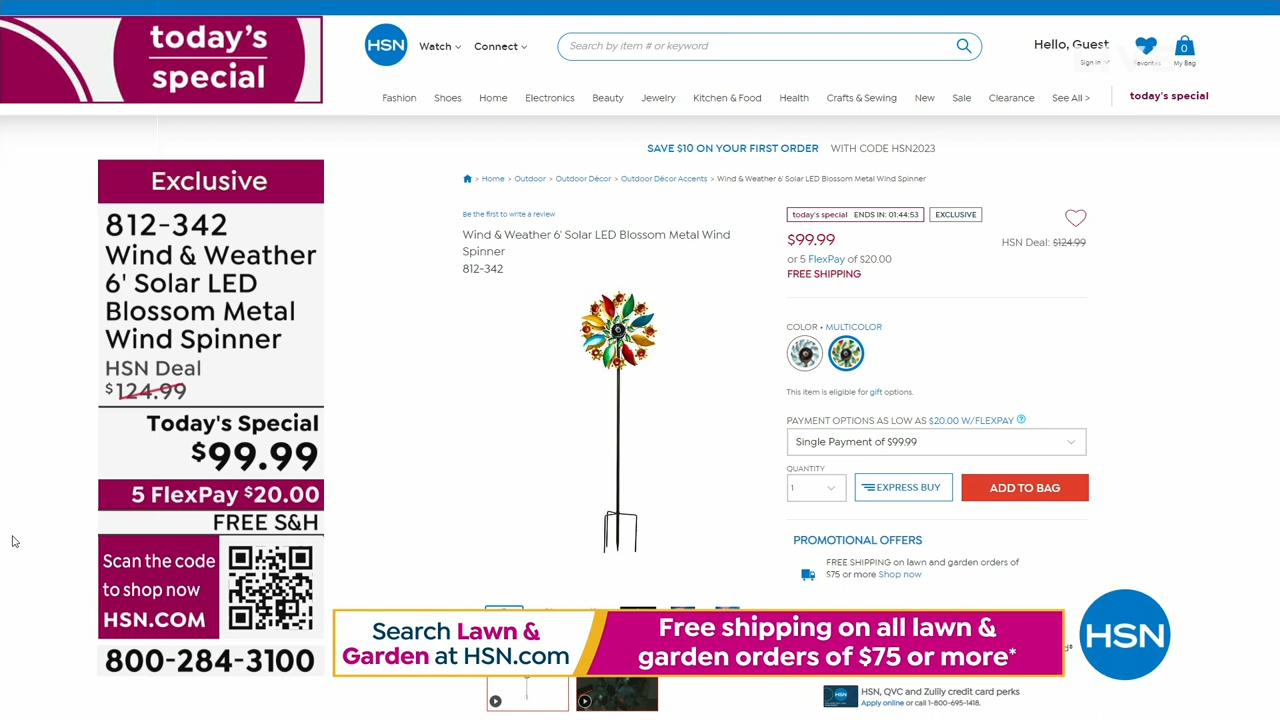 today's
special
HSN
Watch
Connect
Search by item # or keyword
Hello, Guest
Sign In
Favorites
0
My Bag
Fashion
Shoes
Home
Electronics
Beauty
Jewelry
Kitchen & Food
Health
Crafts & Sewing
New
Sale
Clearance
See All >
today's special
SAVE $10 ON YOUR FIRST ORDER WITH CODE HSN2023
> Home > Outdoor > Outdoor Décor > Outdoor Décor Accents > Wind & Weather 6' Solar LED Blossom Metal Wind Spinner
Exclusive
812-342
Wind & Weather
6' Solar LED
Blossom Metal
Wind Spinner
HSN Deal
$124.99
Today's Special
$99.99
5 FlexPay $20.00
FREE S&H
Scan the code
to shop now
HSN.COM
800-284-3100
Be the first to write a review
Wind & Weather 6' Solar LED Blossom Metal Wind
Spinner
812-342
today's special ENDS IN: 01:44:53
EXCLUSIVE
$99.99
HSN Deal: $124.99
or 5 FlexPay of $20.00
FREE SHIPPING
COLOR • MULTICOLOR
This item is eligible for gift options.
PAYMENT OPTIONS AS LOW AS $20.00 W/FLEXPAY ?
Single Payment of $99.99
QUANTITY
1
EXPRESS BUY
ADD TO BAG
PROMOTIONAL OFFERS
FREE SHIPPING on lawn and garden orders of
$75 or more Shop now
Search Lawn &
Garden at HSN.com
Free shipping on all lawn &
garden orders of $75 or more*
HSN
HSN, QVC and Zulily credit card perks
Apply online or call 1-800-695-1418.